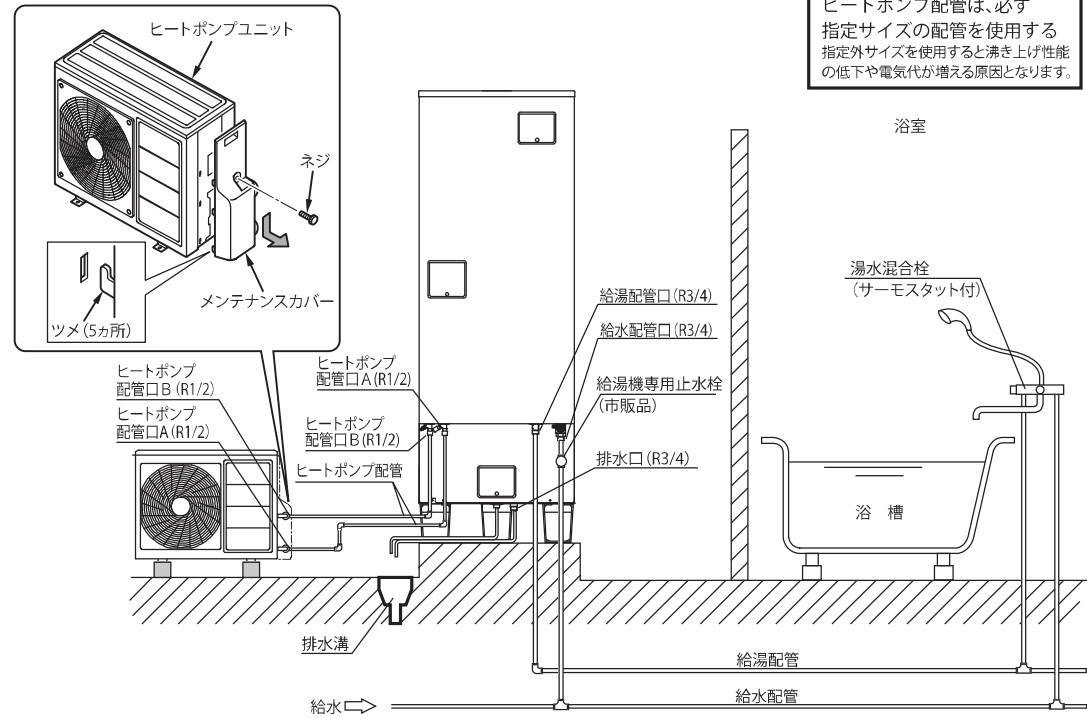 ヒートポンプ配管は、必ず
指定サイズの配管を使用する
指定外サイズを使用すると沸き上げ性能
の低下や電気代が増える原因となります。
ヒートポンプユニット
ネジ
メンテナンスカバー
ツメ(5ヵ所)
浴室
湯水混合栓
(サーモスタット付)
給湯配管口(R3/4)
給水配管口(R3/4)
給湯機専用止水栓
(市販品)
排水口(R3/4)
ヒートポンプ
配管口B(R1/2)
ヒートポンプ
配管口A(R1/2)
ヒートポンプ
配管口A(R1/2)
ヒートポンプ
配管口B(R1/2)
ヒートポンプ配管
浴 槽
排水溝
給湯配管
給水
給水配管